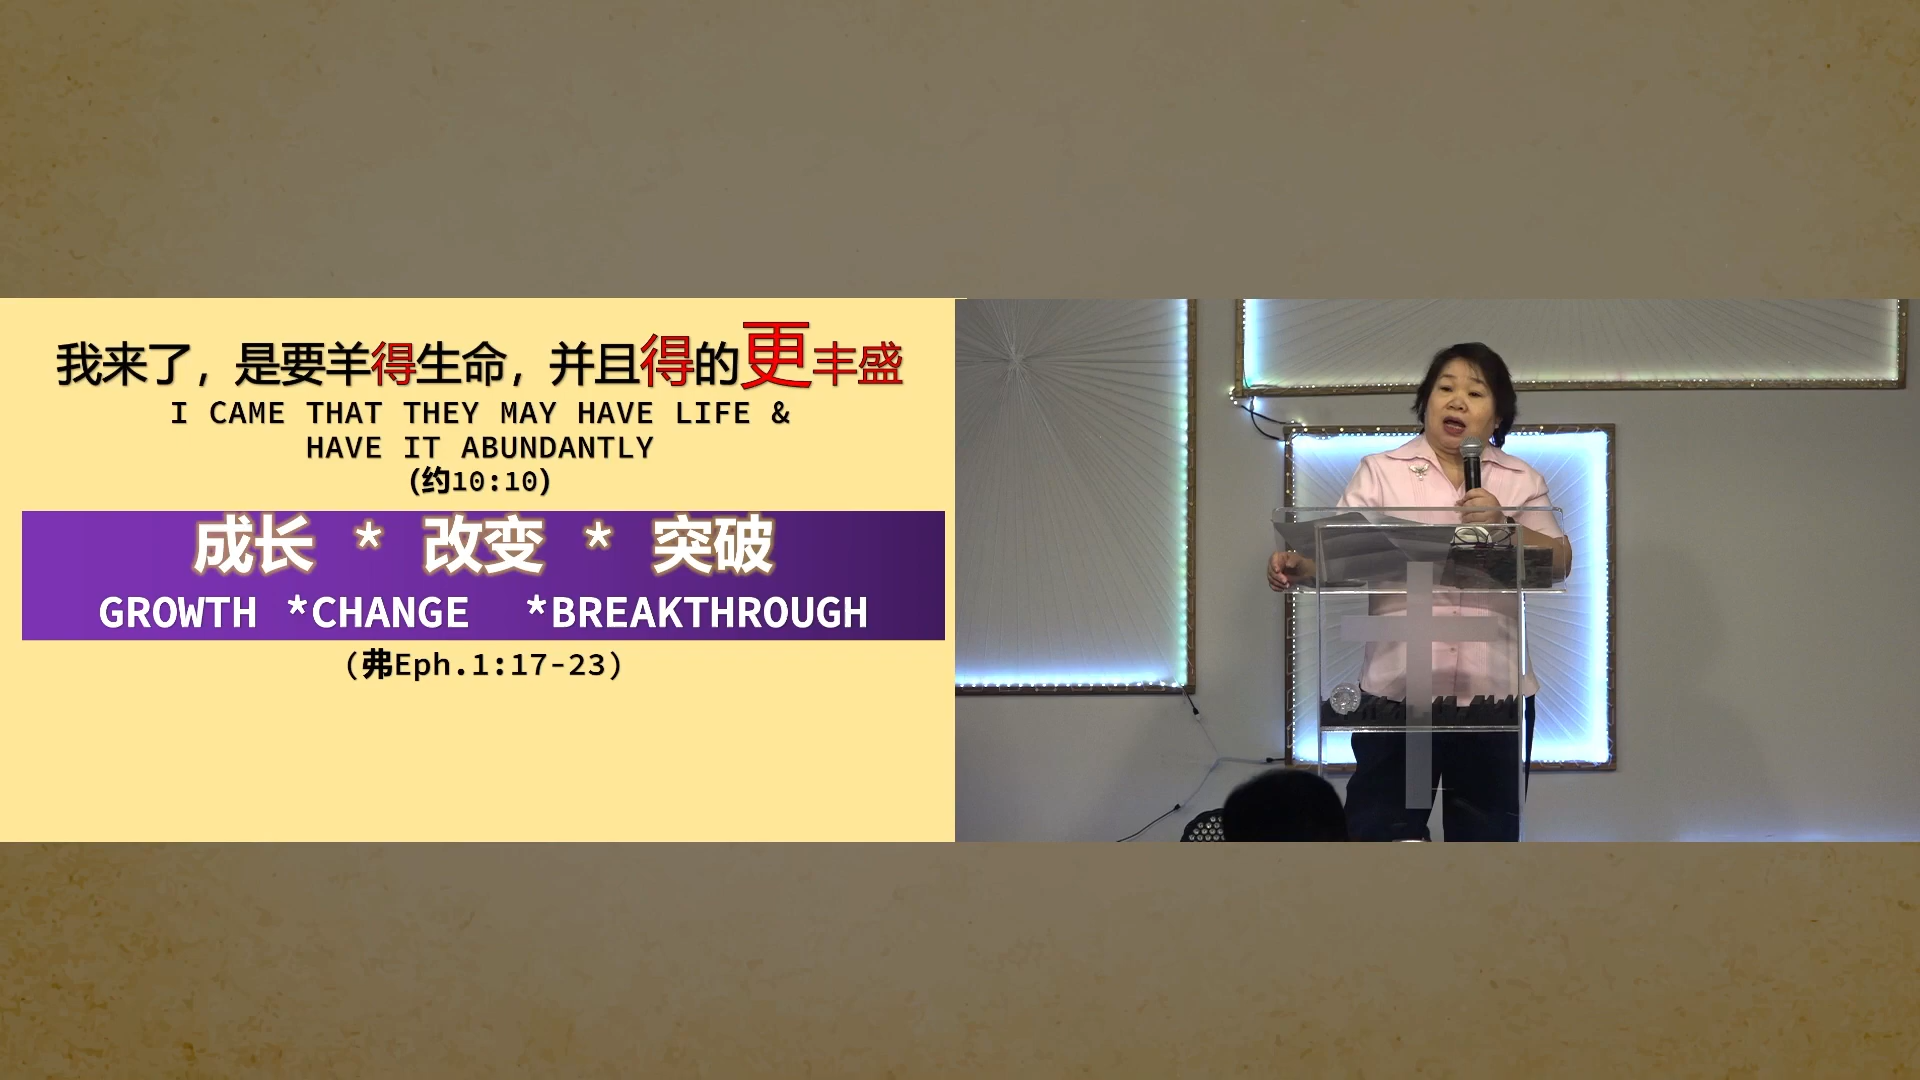 我来了，是要羊得生命，并且得的更丰盛
I CAME THAT THEY MAY HAVE LIFE &
HAVE IT ABUNDANTLY
(约10:10)
成长 * 改变 * 突破
GROWTH *CHANGE *BREAKTHROUGH
(弗Eph.1:17-23)